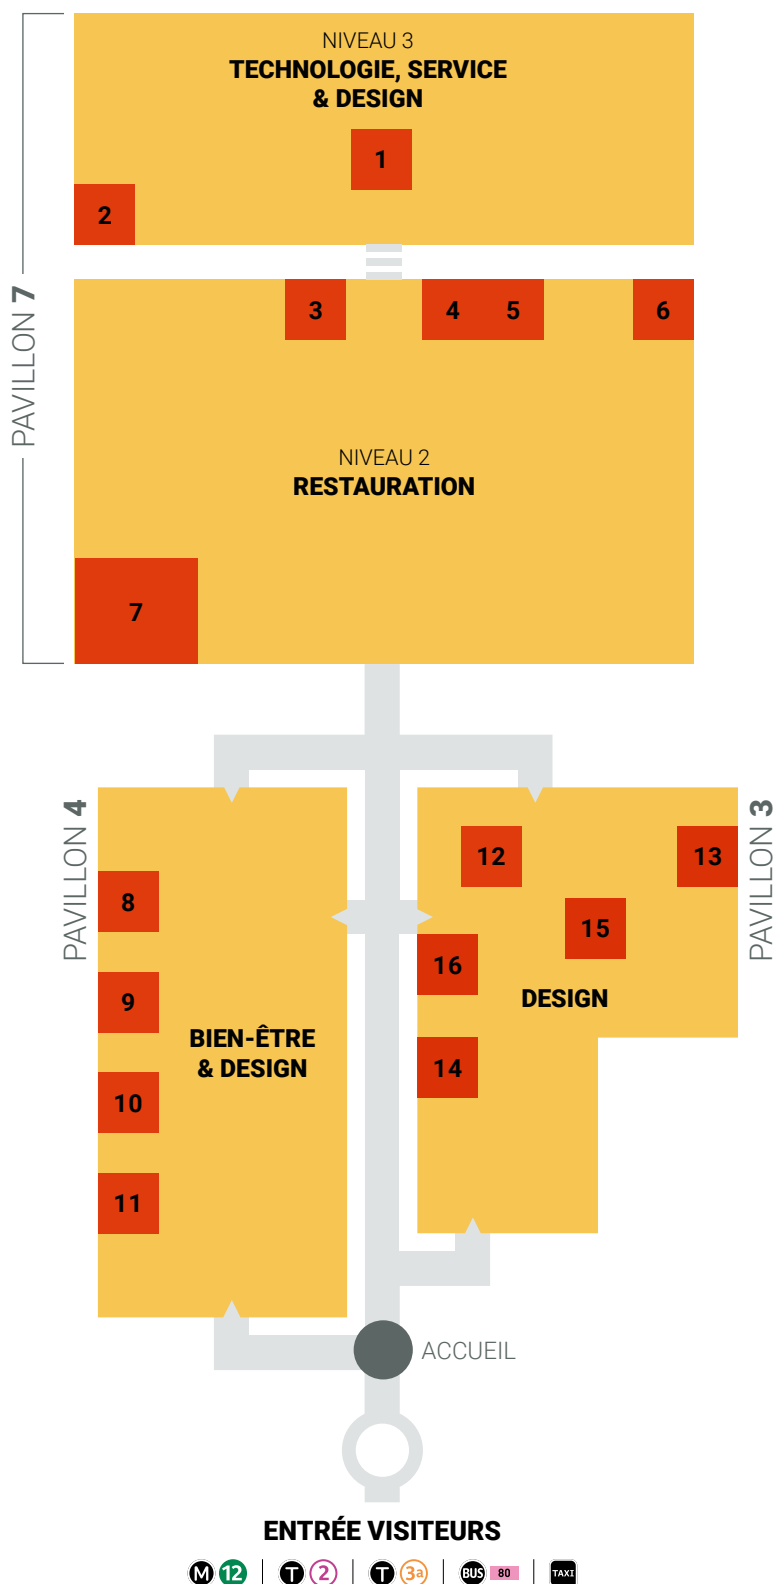 NIVEAU 3
TECHNOLOGIE, SERVICE
& DESIGN
1
2
PAVILLON 7
3
4
5
6
NIVEAU 2
RESTAURATION
7
PAVILLON 4
8
9
10
11
BIEN-ÊTRE
& DESIGN
PAVILLON 3
12
13
15
16
DESIGN
14
ACCUEIL
ENTRÉE VISITEURS
M 12 T 2 T 3a BUS 80 TAXI